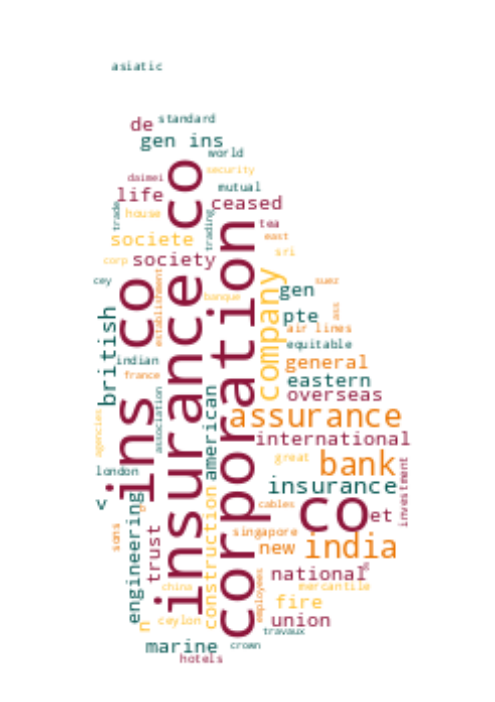 asiatic
de
standard
gen ins
world
security
daimei
mutual
life
ceased
trade
house
trading
tea
societe
east
sri
corp
society
cey
establishment
banque
gen
suez
ins co
insurance co
corporation
company
pte
ass
air lines
british
indian
equitable
france
general
eastern
association
american
overseas
agencies
assurance
international
london
great
bank
investment
v
insurance
engineering
construction
cables
co
et
sons
trust
singapore
new
india
employees
national
china
mercantile
fire
n
ceylon
union
travaux
marine
crown
hotels